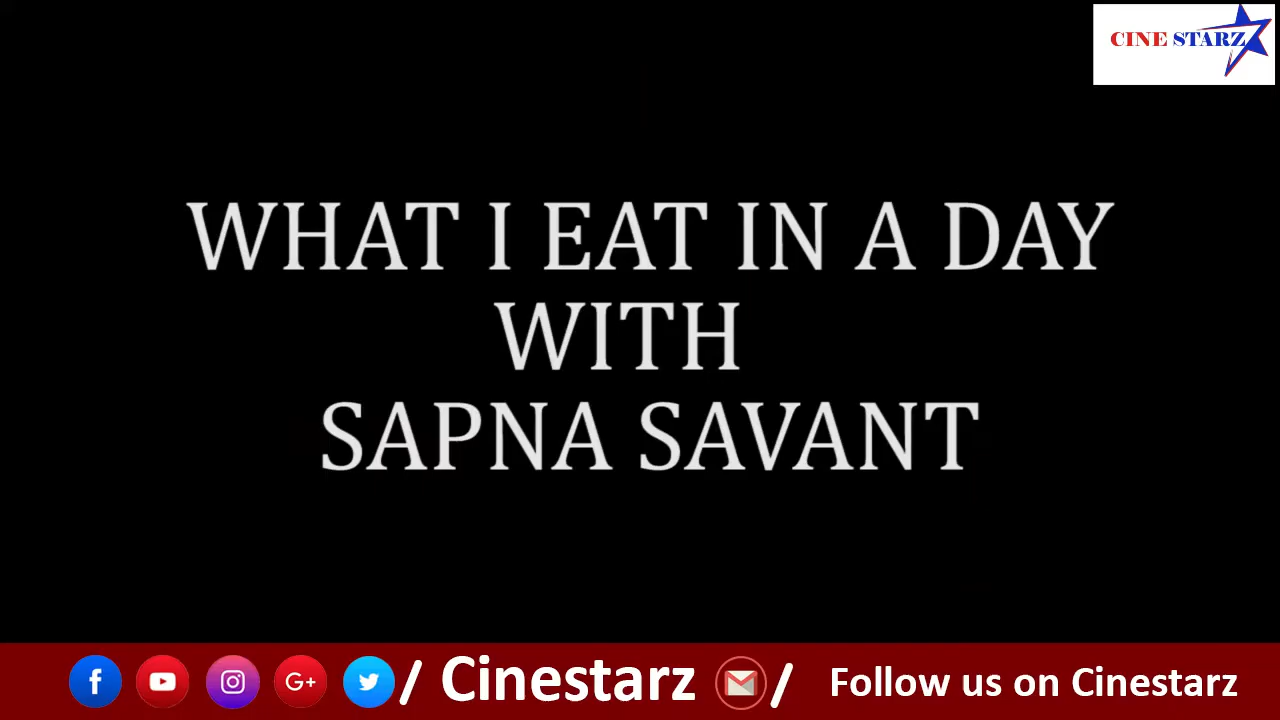 CINE STARZ
WHAT I EAT IN A DAY
WITH
SAPNA SAVANT
f G+ / Cinestarz / Follow us on Cinestarz